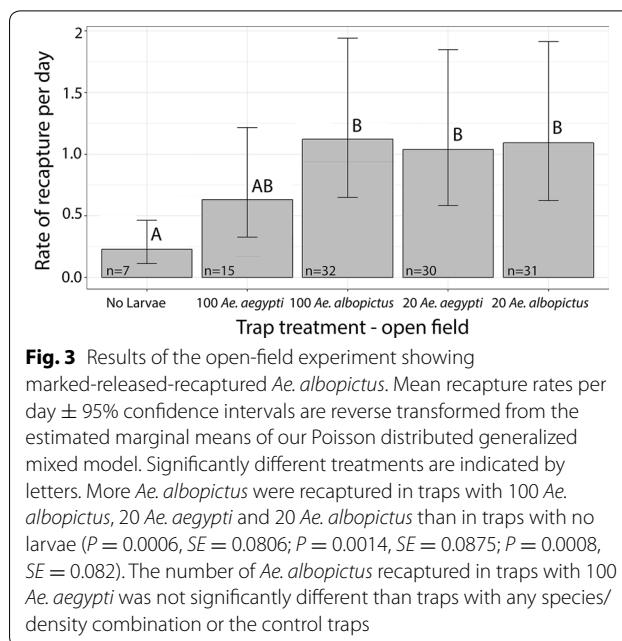 2
1.5
1.0
0.5
0.0
Rate of recapture per day
A
AB
B
B
B
n=7
n=15
n=32
n=30
n=31
No Larvae
100 Ae. aegypti
100 Ae. albopictus
20 Ae. aegypti
20 Ae. albopictus
Trap treatment - open field
Fig. 3 Results of the open-field experiment showing
marked-released-recaptured Ae. albopictus. Mean recapture rates per
day ± 95% confidence intervals are reverse transformed from the
estimated marginal means of our Poisson distributed generalized
mixed model. Significantly different treatments are indicated by
letters. More Ae. albopictus were recaptured in traps with 100 Ae.
albopictus, 20 Ae. aegypti and 20 Ae. albopictus than in traps with no
larvae (P = 0.0006, SE = 0.0806; P = 0.0014, SE = 0.0875; P = 0.0008,
SE = 0.082). The number of Ae. albopictus recaptured in traps with 100
Ae. aegypti was not significantly different than traps with any species/
density combination or the control traps